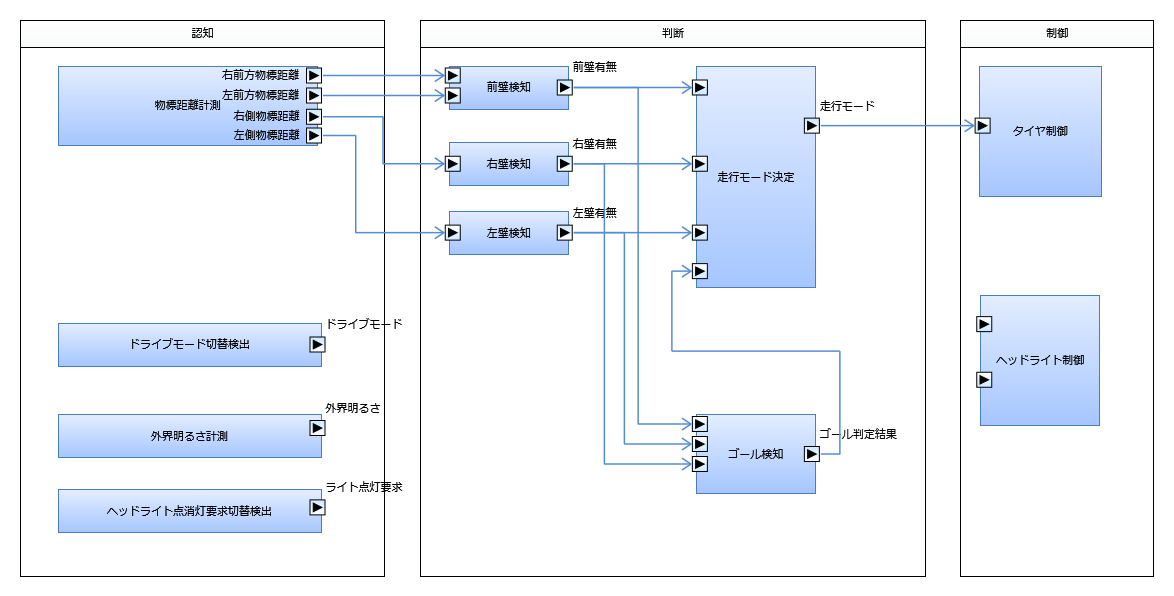 認知
判断
制御
右前方物標距離
左前方物標距離
物標距離計測
右側物標距離
左側物標距離
前壁有無
前壁検知
右壁有無
右壁検知
左壁有無
左壁検知
走行モード
走行モード決定
タイヤ制御
ドライブモード
ドライブモード切替検出
ヘッドライト制御
外界明るさ
外界明るさ計測
ゴール判定結果
ゴール検知
ライト点灯要求
ヘッドライト点消灯要求切替検出